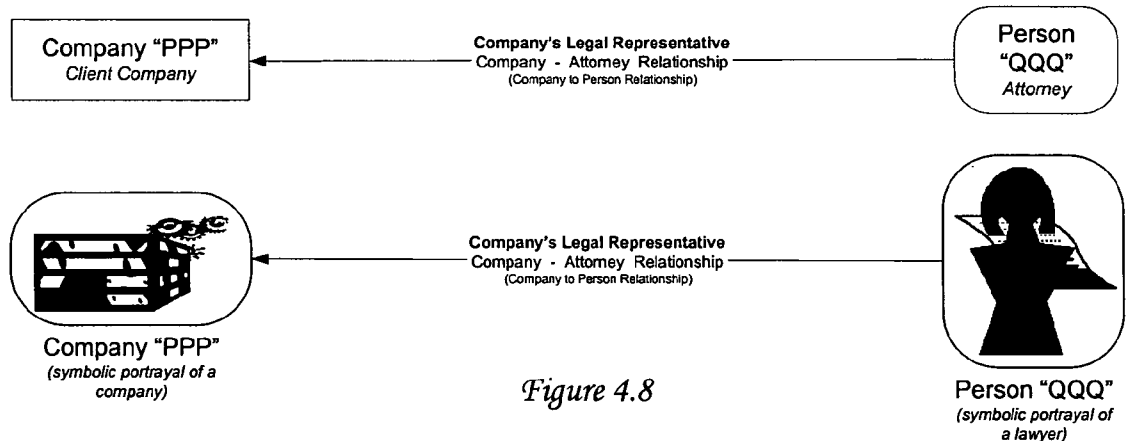 Company “PPP”
Client Company
Company's Legal Representative
Company - Attorney Relationship
(Company to Person Relationship)
Person
“QQQ”
Attorney
Company's Legal Representative
Company - Attorney Relationship
(Company to Person Relationship)
Company “PPP”
(symbolic portrayal of a
company)
Figure 4.8
Person “QQQ”
(symbolic portrayal of
a lawyer)